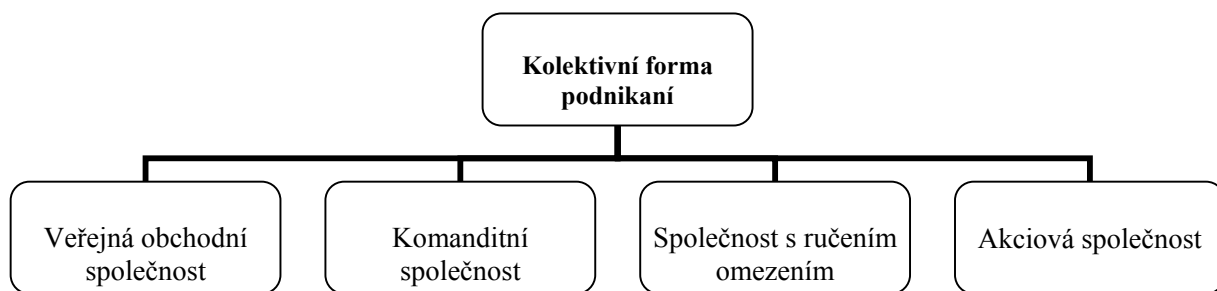 Kolektivní forma
podnikaní
Veřejná obchodní
společnost
Komanditní
společnost
Společnost s ručením
omezením
Akciová společnost